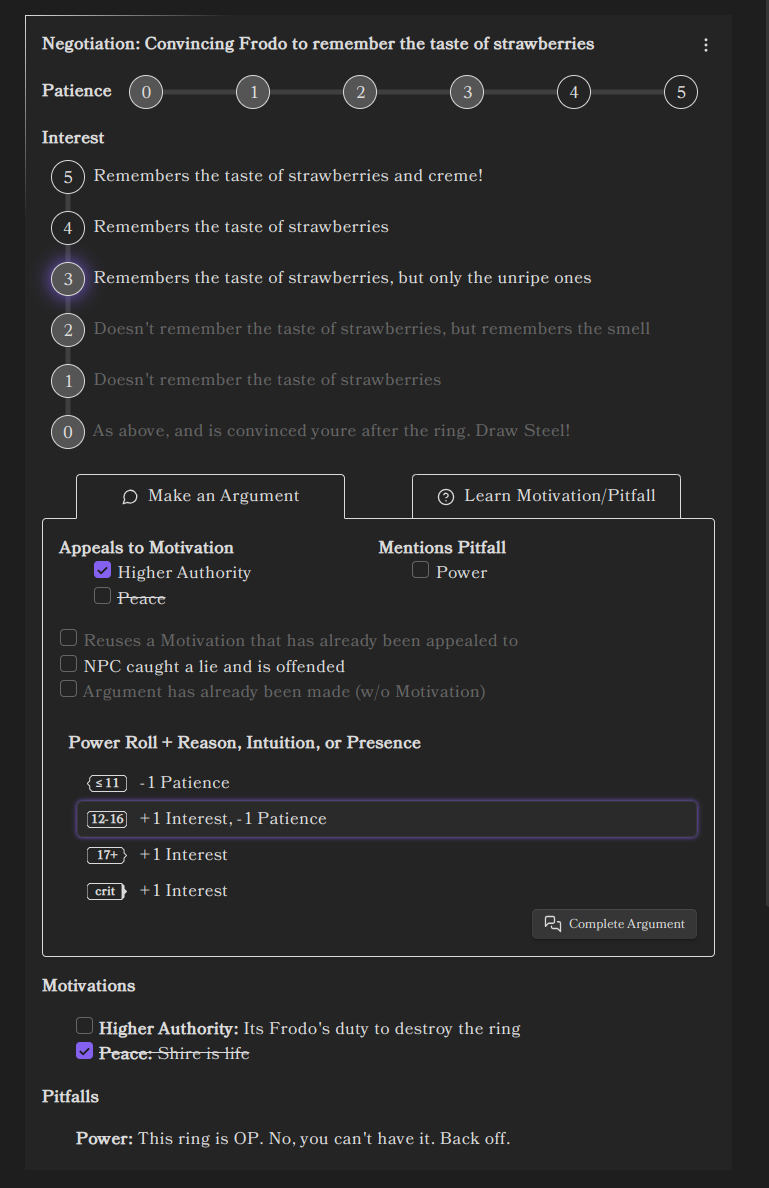 Negotiation: Convincing Frodo to remember the taste of strawberries
Patience 0 1 2 3 4 5
Interest
5 Remembers the taste of strawberries and creme!
4 Remembers the taste of strawberries
3 Remembers the taste of strawberries, but only the unripe ones
2 Doesn't remember the taste of strawberries, but remembers the smell
1 Doesn't remember the taste of strawberries
0 As above, and is convinced youre after the ring. Draw Steel!
Make an Argument Learn Motivation/Pitfall
Appeals to Motivation Mentions Pitfall
Higher Authority Power
Peace
Reuses a Motivation that has already been appealed to
NPC caught a lie and is offended
Argument has already been made (w/o Motivation)
Power Roll + Reason, Intuition, or Presence
≤ 11 -1 Patience
12-16 +1 Interest, -1 Patience
17+ +1 Interest
crit +1 Interest
Complete Argument
Motivations
Higher Authority: Its Frodo's duty to destroy the ring
Peace: Shire is life
Pitfalls
Power: This ring is OP. No, you can't have it. Back off.